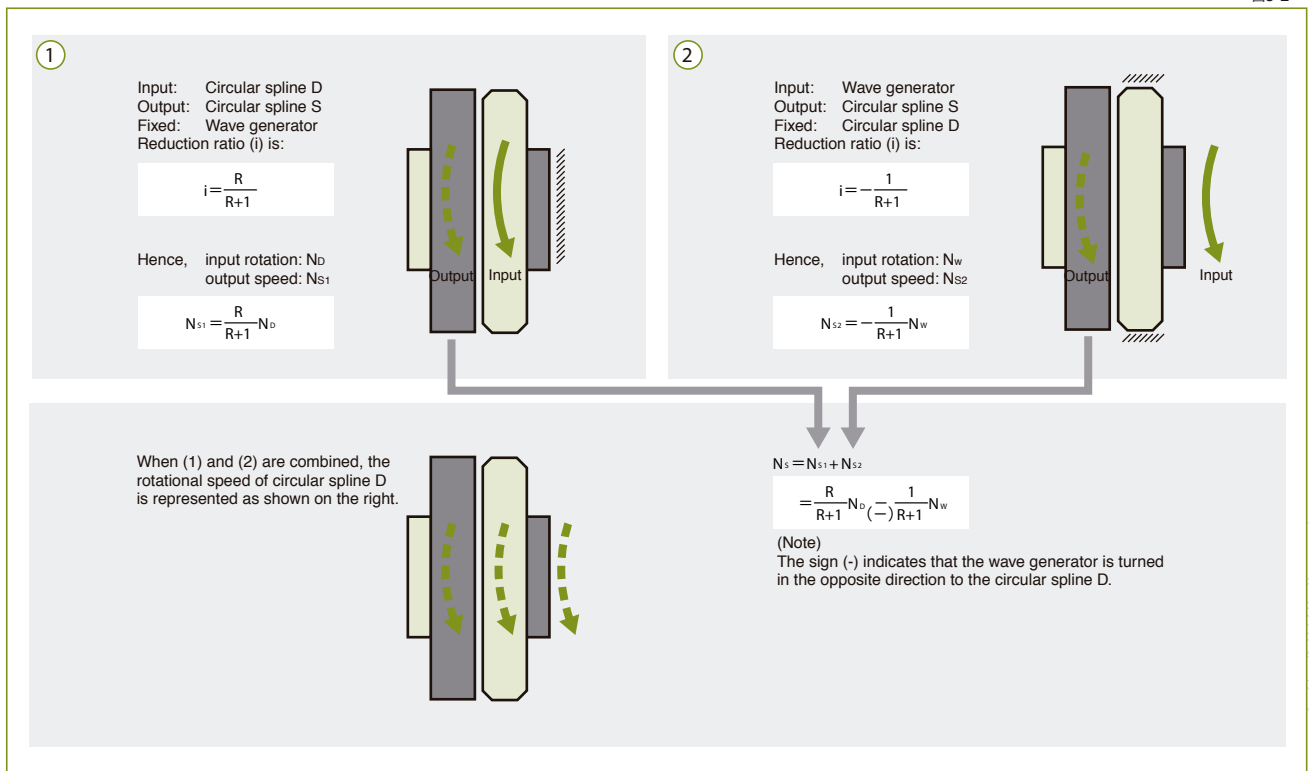 ①
Input: Circular spline D
Output: Circular spline S
Fixed: Wave generator
Reduction ratio (i) is:
i=R/R+1
Hence, input rotation: ND
output speed: NS1
NS1=R/R+1 ND
Output Input
②
Input: Wave generator
Output: Circular spline S
Fixed: Circular spline D
Reduction ratio (i) is:
i=−1/R+1
Hence, input rotation: Nw
output speed: NS2
NS2=−1/R+1 Nw
Output Input
When (1) and (2) are combined, the
rotational speed of circular spline D
is represented as shown on the right.
NS=NS1+NS2
=R/R+1 ND −(−) 1/R+1 Nw
(Note)
The sign (-) indicates that the wave generator is turned
in the opposite direction to the circular spline D.